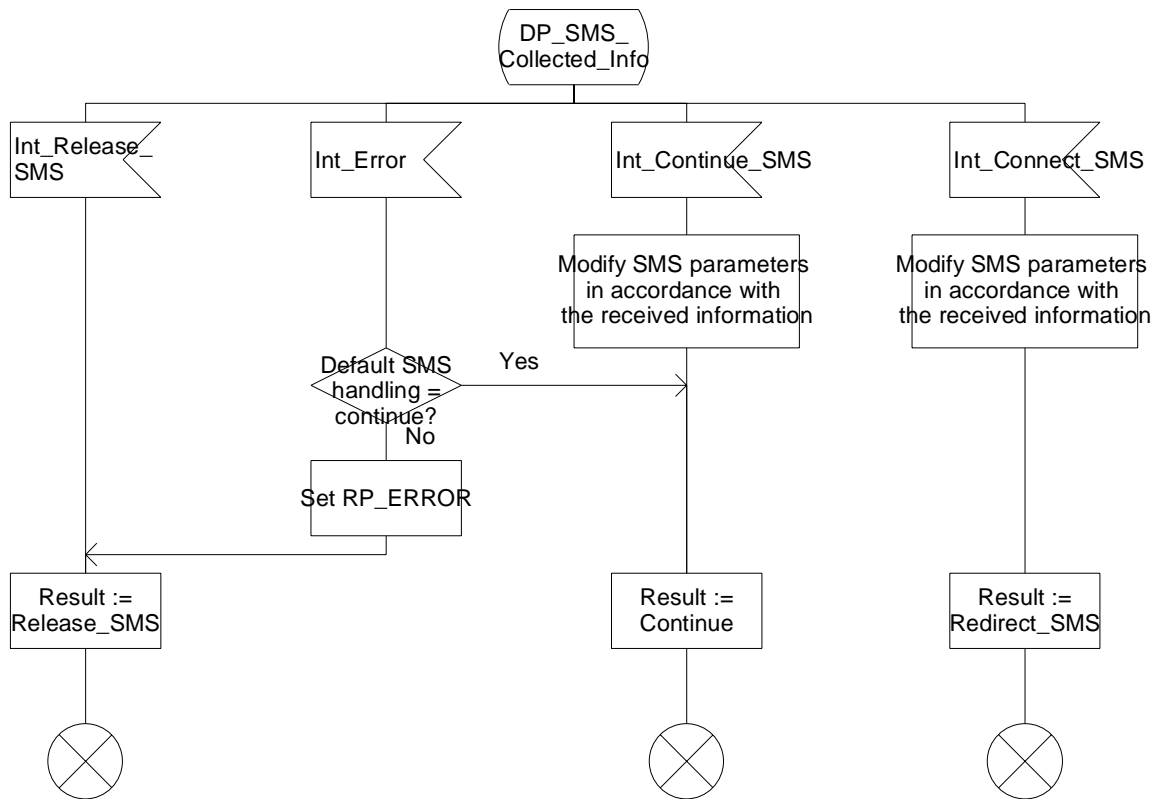 DP_SMS_
Collected_Info
Int_Release_
SMS
Int_Error
Int_Continue_SMS
Int_Connect_SMS
Modify SMS parameters
in accordance with
the received information
Modify SMS parameters
in accordance with
the received information
Default SMS
handling =
continue?
Yes
No
Set RP_ERROR
Result :=
Release_SMS
Result :=
Continue
Result :=
Redirect_SMS